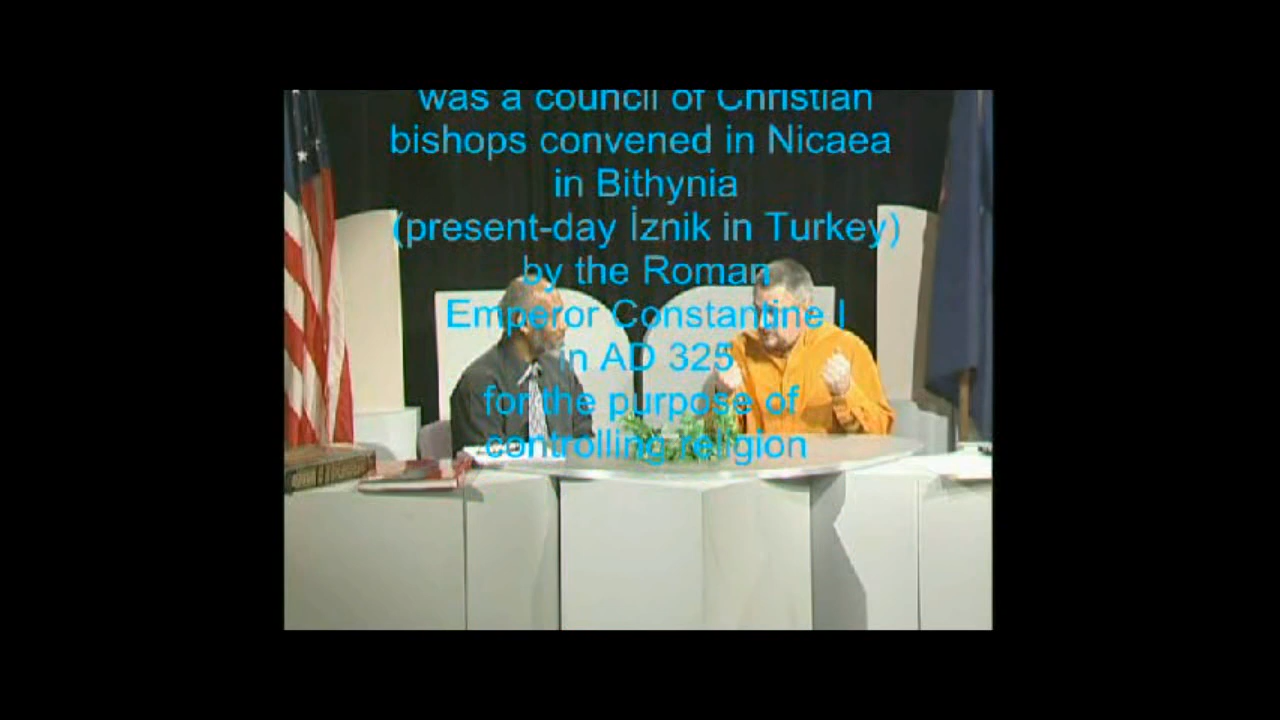 was a council of Christian
bishops convened in Nicaea
in Bithynia
(present-day İznik in Turkey)
by the Roman
Emperor Constantine I
in AD 325
for the purpose of
controlling religion